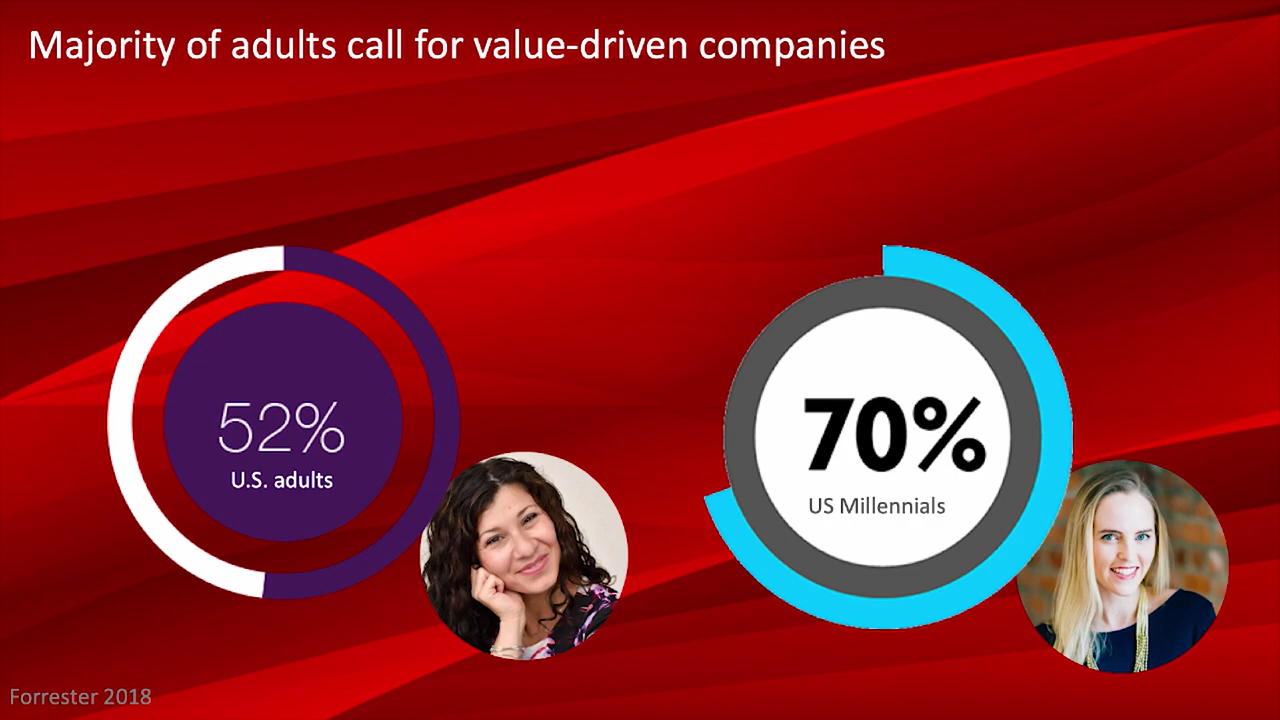 Majority of adults call for value-driven companies
52%
U.S. adults
70%
US Millennials
Forrester 2018